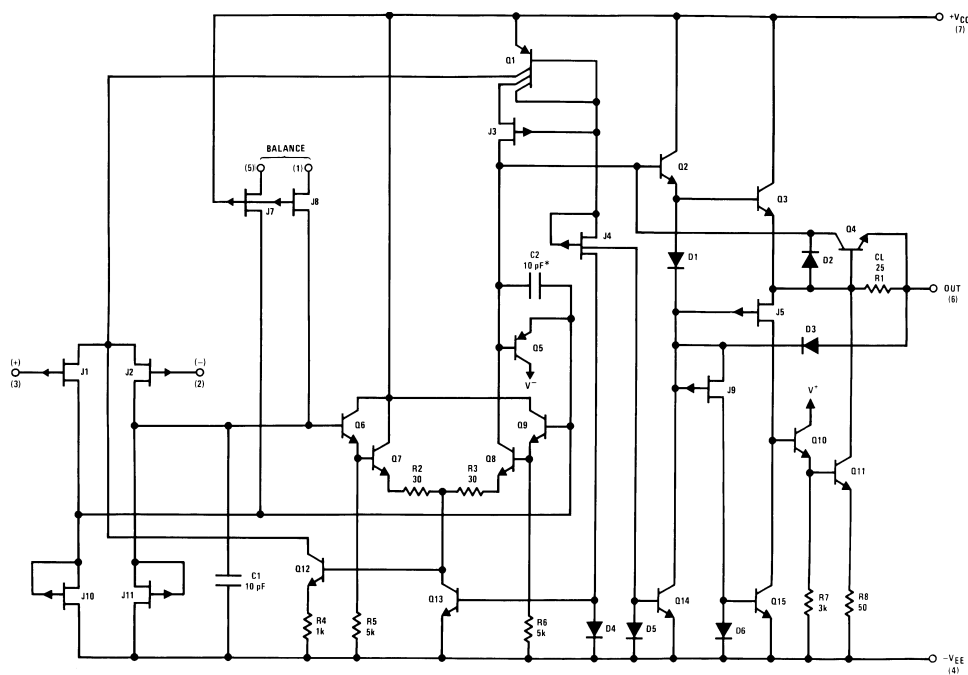 +VCC
(7)
Q1
J3
BALANCE
(5)
(1)
J7
J8
Q2
Q3
J4
Q4
D1
D2
CL
25
R1
OUT
(6)
C2
10 pF*
J5
D3
Q5
V−
(+)
(3)
J1
J2
(−)
(2)
J9
V+
Q6
Q9
Q10
Q7
Q8
Q11
R2
30
R3
30
Q12
C1
10 pF
J10
J11
Q13
Q14
Q15
R4
1k
R5
5k
R6
5k
D4
D5
D6
R7
3k
R8
50
−VEE
(4)